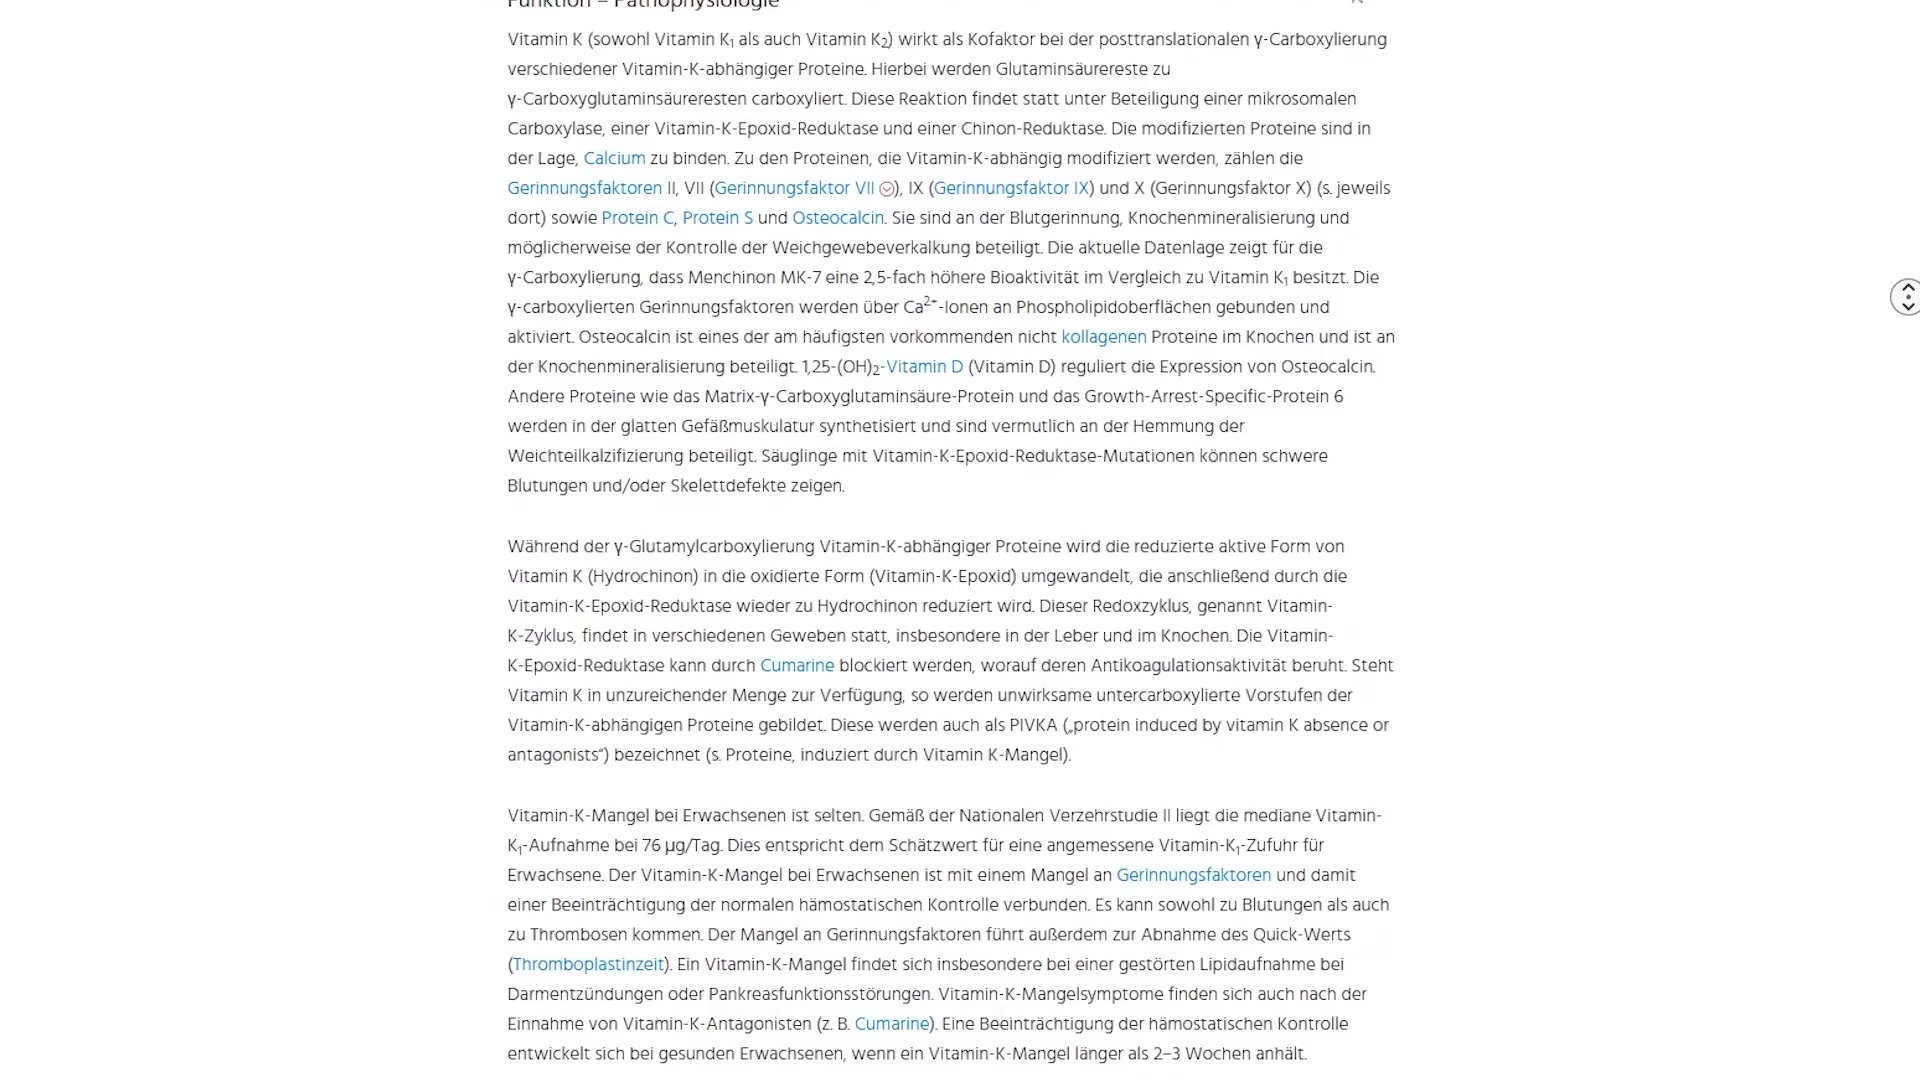 Funktion – Pathophysiologie
Vitamin K (sowohl Vitamin K₁ als auch Vitamin K₂) wirkt als Kofaktor bei der posttranslationalen γ-Carboxylierung
verschiedener Vitamin-K-abhängiger Proteine. Hierbei werden Glutaminsäurereste zu
γ-Carboxyglutaminsäureresten carboxyliert. Diese Reaktion findet statt unter Beteiligung einer mikrosomalen
Carboxylase, einer Vitamin-K-Epoxid-Reduktase und einer Chinon-Reduktase. Die modifizierten Proteine sind in
der Lage, Calcium zu binden. Zu den Proteinen, die Vitamin-K-abhängig modifiziert werden, zählen die
Gerinnungsfaktoren II, VII (Gerinnungsfaktor VII), IX (Gerinnungsfaktor IX) und X (Gerinnungsfaktor X) (s. jeweils
dort) sowie Protein C, Protein S und Osteocalcin. Sie sind an der Blutgerinnung, Knochenmineralisierung und
möglicherweise der Kontrolle der Weichgewebeverkalkung beteiligt. Die aktuelle Datenlage zeigt für die
γ-Carboxylierung, dass Menchinon MK-7 eine 2,5-fach höhere Bioaktivität im Vergleich zu Vitamin K₁ besitzt. Die
γ-carboxylierten Gerinnungsfaktoren werden über Ca²⁺-Ionen an Phospholipidoberflächen gebunden und
aktiviert. Osteocalcin ist eines der am häufigsten vorkommenden nicht kollagenen Proteine im Knochen und ist an
der Knochenmineralisierung beteiligt. 1,25-(OH)₂-Vitamin D (Vitamin D) reguliert die Expression von Osteocalcin.
Andere Proteine wie das Matrix-γ-Carboxyglutaminsäure-Protein und das Growth-Arrest-Specific-Protein 6
werden in der glatten Gefäßmuskulatur synthetisiert und sind vermutlich an der Hemmung der
Weichteilkalzifizierung beteiligt. Säuglinge mit Vitamin-K-Epoxid-Reduktase-Mutationen können schwere
Blutungen und/oder Skelettdefekte zeigen.
Während der γ-Glutamylcarboxylierung Vitamin-K-abhängiger Proteine wird die reduzierte aktive Form von
Vitamin K (Hydrochinon) in die oxidierte Form (Vitamin-K-Epoxid) umgewandelt, die anschließend durch die
Vitamin-K-Epoxid-Reduktase wieder zu Hydrochinon reduziert wird. Dieser Redoxzyklus, genannt Vitamin-
K-Zyklus, findet in verschiedenen Geweben statt, insbesondere in der Leber und im Knochen. Die Vitamin-
K-Epoxid-Reduktase kann durch Cumarine blockiert werden, worauf deren Antikoagulationsaktivität beruht. Steht
Vitamin K in unzureichender Menge zur Verfügung, so werden unwirksame untercarboxylierte Vorstufen der
Vitamin-K-abhängigen Proteine gebildet. Diese werden auch als PIVKA („protein induced by vitamin K absence or
antagonists“) bezeichnet (s. Proteine, induziert durch Vitamin K-Mangel).
Vitamin-K-Mangel bei Erwachsenen ist selten. Gemäß der Nationalen Verzehrstudie II liegt die mediane Vitamin-
K₁-Aufnahme bei 76 μg/Tag. Dies entspricht dem Schätzwert für eine angemessene Vitamin-K₁-Zufuhr für
Erwachsene. Der Vitamin-K-Mangel bei Erwachsenen ist mit einem Mangel an Gerinnungsfaktoren und damit
einer Beeinträchtigung der normalen hämostatischen Kontrolle verbunden. Es kann sowohl zu Blutungen als auch
zu Thrombosen kommen. Der Mangel an Gerinnungsfaktoren führt außerdem zur Abnahme des Quick-Werts
(Thromboplastinzeit). Ein Vitamin-K-Mangel findet sich insbesondere bei einer gestörten Lipidaufnahme bei
Darmentzündungen oder Pankreasfunktionsstörungen. Vitamin-K-Mangelsymptome finden sich auch nach der
Einnahme von Vitamin-K-Antagonisten (z. B. Cumarine). Eine Beeinträchtigung der hämostatischen Kontrolle
entwickelt sich bei gesunden Erwachsenen, wenn ein Vitamin-K-Mangel länger als 2–3 Wochen anhält.